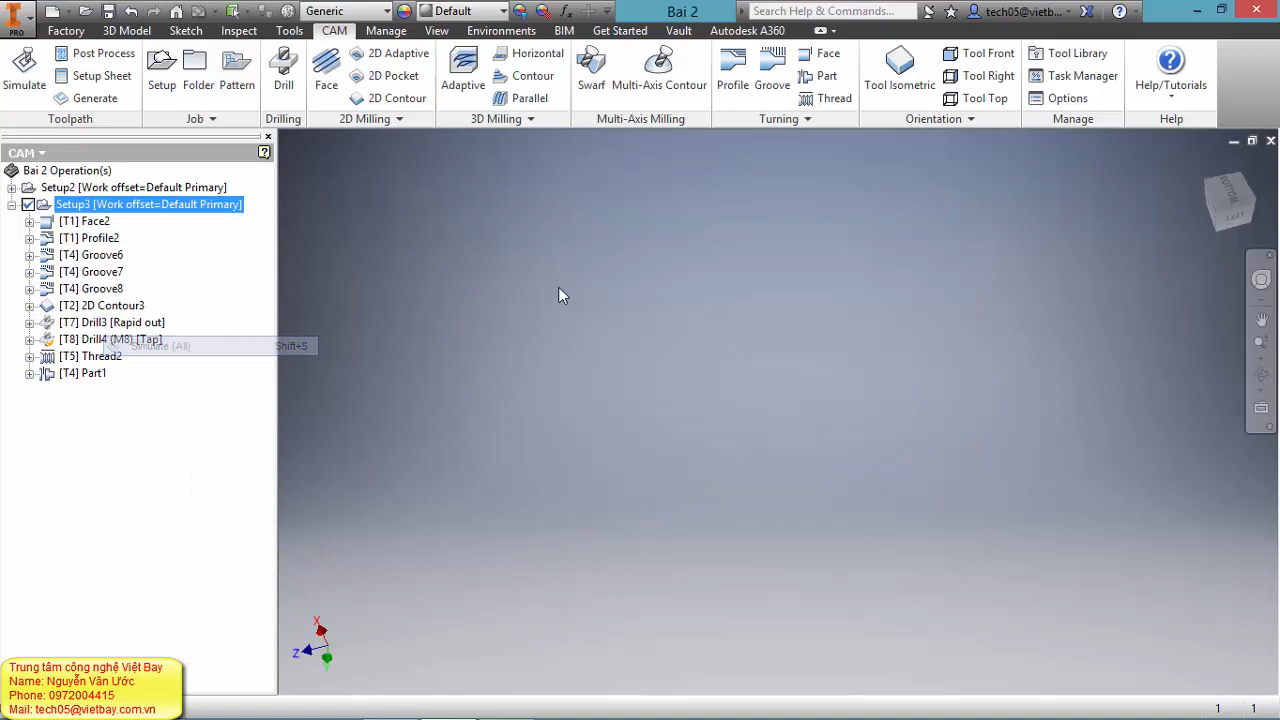 PRO
Generic
Default
Bai 2
Search Help & Commands...
tech05@vietb...
Factory 3D Model Sketch Inspect Tools CAM Manage View Environments BIM Get Started Vault Autodesk A360
Simulate
Post Process
Setup Sheet
Generate
Toolpath
Setup Folder Pattern
Job
Drill
Drilling
Face
2D Adaptive
2D Pocket
2D Contour
2D Milling
Adaptive
Horizontal
Contour
Parallel
3D Milling
Swarf Multi-Axis Contour
Multi-Axis Milling
Profile Groove
Face
Part
Thread
Turning
Tool Isometric
Tool Front
Tool Right
Tool Top
Orientation
Tool Library
Task Manager
Options
Manage
Help/Tutorials
Help
CAM
Bai 2 Operation(s)
Setup2 [Work offset=Default Primary]
Setup3 [Work offset=Default Primary]
[T1] Face2
[T1] Profile2
[T4] Groove6
[T4] Groove7
[T4] Groove8
[T2] 2D Contour3
[T7] Drill3 [Rapid out]
[T8] Drill4 (M8) [Tap]
Simulate (All) Shift+S
[T5] Thread2
[T4] Part1
X
Z
Trung tâm công nghệ Việt Bay
Name: Nguyễn Văn Ước
Phone: 0972004415
Mail: tech05@vietbay.com.vn
1 1